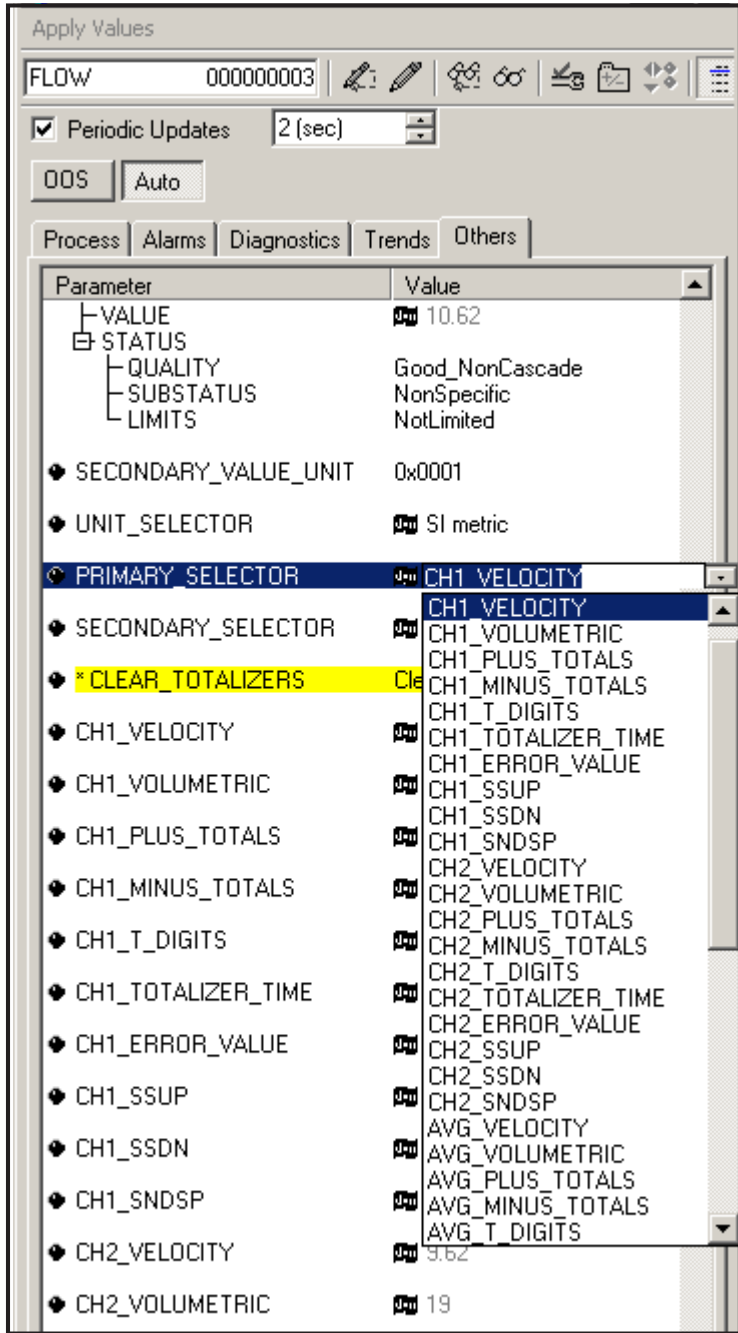 Apply Values
FLOW 000000003
Periodic Updates 2 (sec)
OOS Auto
Process Alarms Diagnostics Trends Others
Parameter Value
VALUE 10.62
STATUS
QUALITY Good_NonCascade
SUBSTATUS NonSpecific
LIMITS NotLimited
SECONDARY_VALUE_UNIT 0x0001
UNIT_SELECTOR SI metric
PRIMARY_SELECTOR CH1_VELOCITY
SECONDARY_SELECTOR
* CLEAR_TOTALIZERS Cle
CH1_VELOCITY
CH1_VOLUMETRIC
CH1_PLUS_TOTALS
CH1_MINUS_TOTALS
CH1_T_DIGITS
CH1_TOTALIZER_TIME
CH1_ERROR_VALUE
CH1_SSUP
CH1_SSDN
CH1_SNDSP
CH2_VELOCITY 9.62
CH2_VOLUMETRIC 19
CH1_VELOCITY
CH1_VOLUMETRIC
CH1_PLUS_TOTALS
CH1_MINUS_TOTALS
CH1_T_DIGITS
CH1_TOTALIZER_TIME
CH1_ERROR_VALUE
CH1_SSUP
CH1_SSDN
CH1_SNDSP
CH2_VELOCITY
CH2_VOLUMETRIC
CH2_PLUS_TOTALS
CH2_MINUS_TOTALS
CH2_T_DIGITS
CH2_TOTALIZER_TIME
CH2_ERROR_VALUE
CH2_SSUP
CH2_SSDN
CH2_SNDSP
AVG_VELOCITY
AVG_VOLUMETRIC
AVG_PLUS_TOTALS
AVG_MINUS_TOTALS
AVG_T_DIGITS